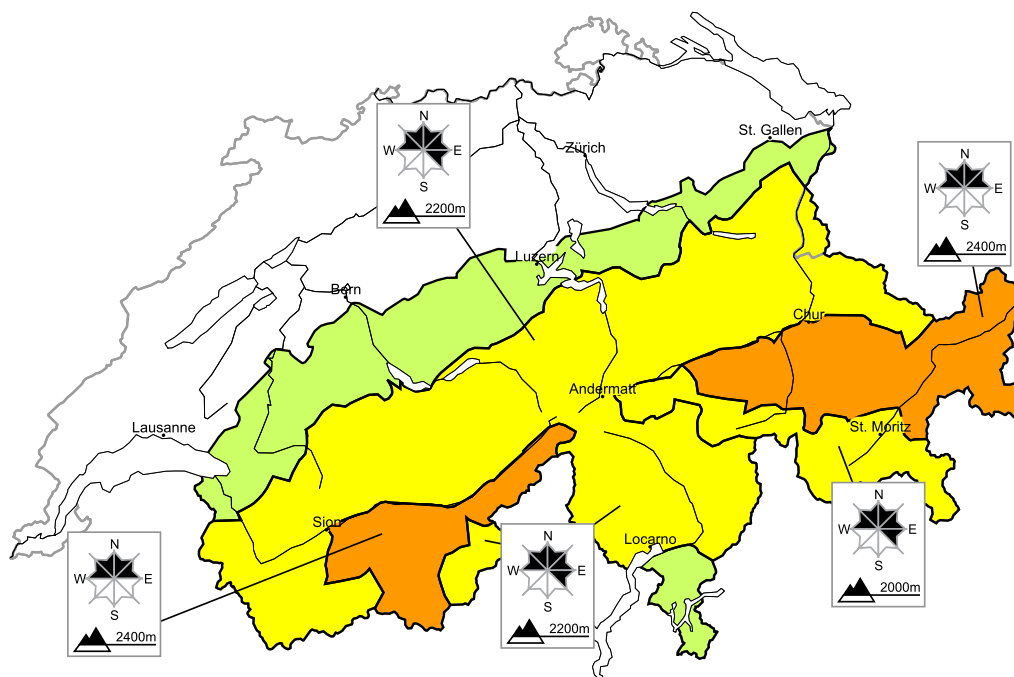 N
W E
S
2200m
Zürich
St. Gallen
N
W E
S
2400m
Luzern
Bern
Chur
Andermatt
Lausanne
St. Moritz
Sion
Locarno
N
W E
S
2400m
N
W E
S
2200m
N
W E
S
2000m